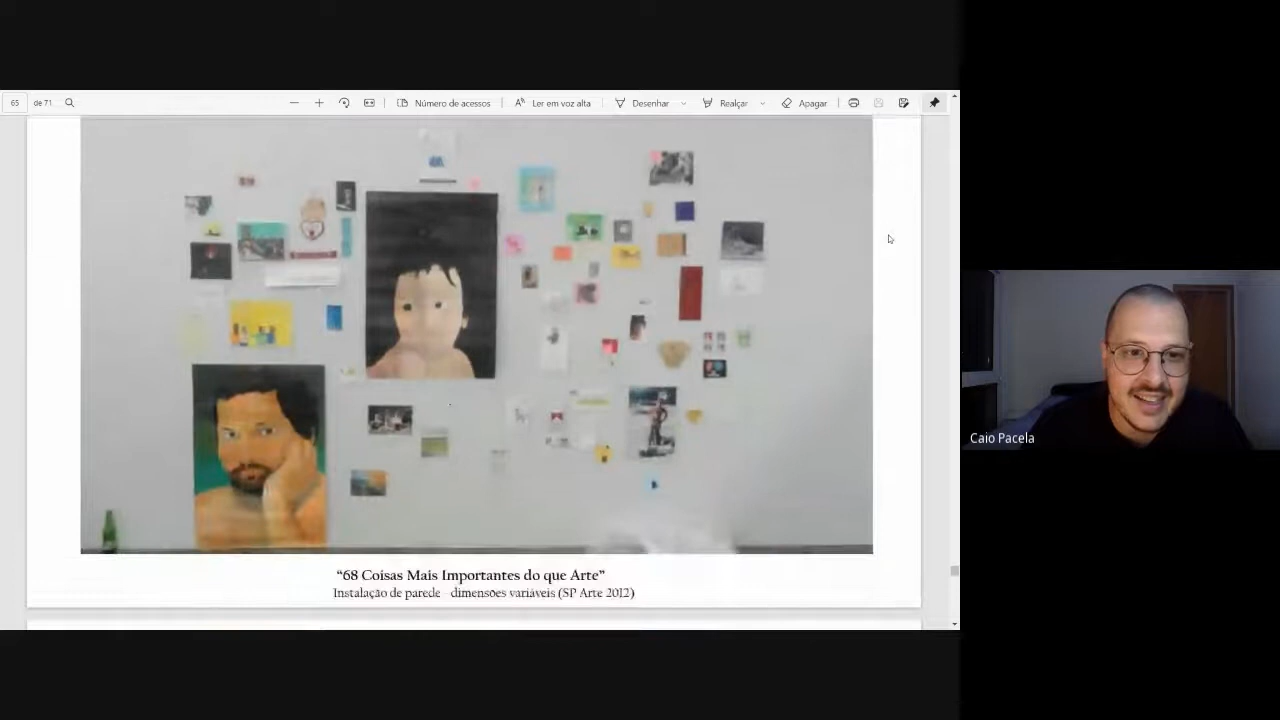 65 de 71
Número de acessos
Ler em voz alta
Desenhar
Realçar
Apagar
Caio Pacela
“68 Coisas Mais Importantes do que Arte”
Instalação de parede - dimensões variáveis (SP Arte 2012)